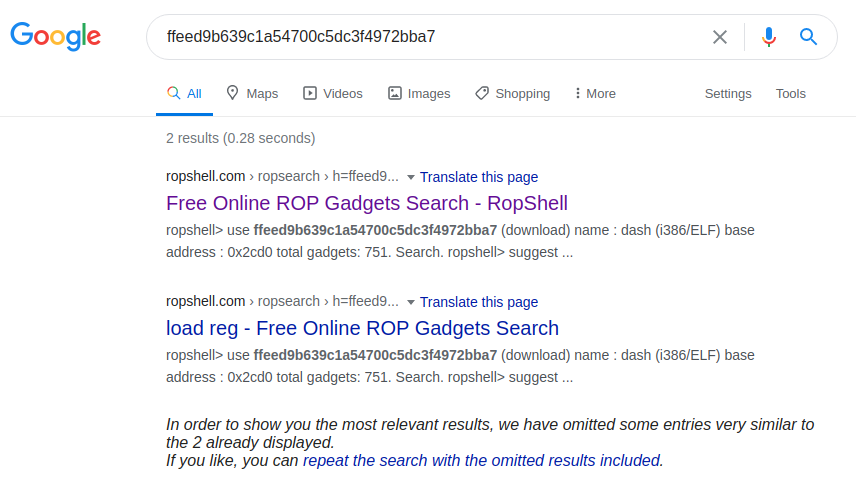 Google
ffeed9b639c1a54700c5dc3f4972bba7
All Maps Videos Images Shopping More Settings Tools
2 results (0.28 seconds)
ropshell.com › ropsearch › h=ffeed9... Translate this page
Free Online ROP Gadgets Search - RopShell
ropshell> use ffeed9b639c1a54700c5dc3f4972bba7 (download) name : dash (i386/ELF) base
address : 0x2cd0 total gadgets: 751. Search. ropshell> suggest ...
ropshell.com › ropsearch › h=ffeed9... Translate this page
load reg - Free Online ROP Gadgets Search
ropshell> use ffeed9b639c1a54700c5dc3f4972bba7 (download) name : dash (i386/ELF) base
address : 0x2cd0 total gadgets: 751. Search. ropshell> suggest ...
In order to show you the most relevant results, we have omitted some entries very similar to
the 2 already displayed.
If you like, you can repeat the search with the omitted results included.